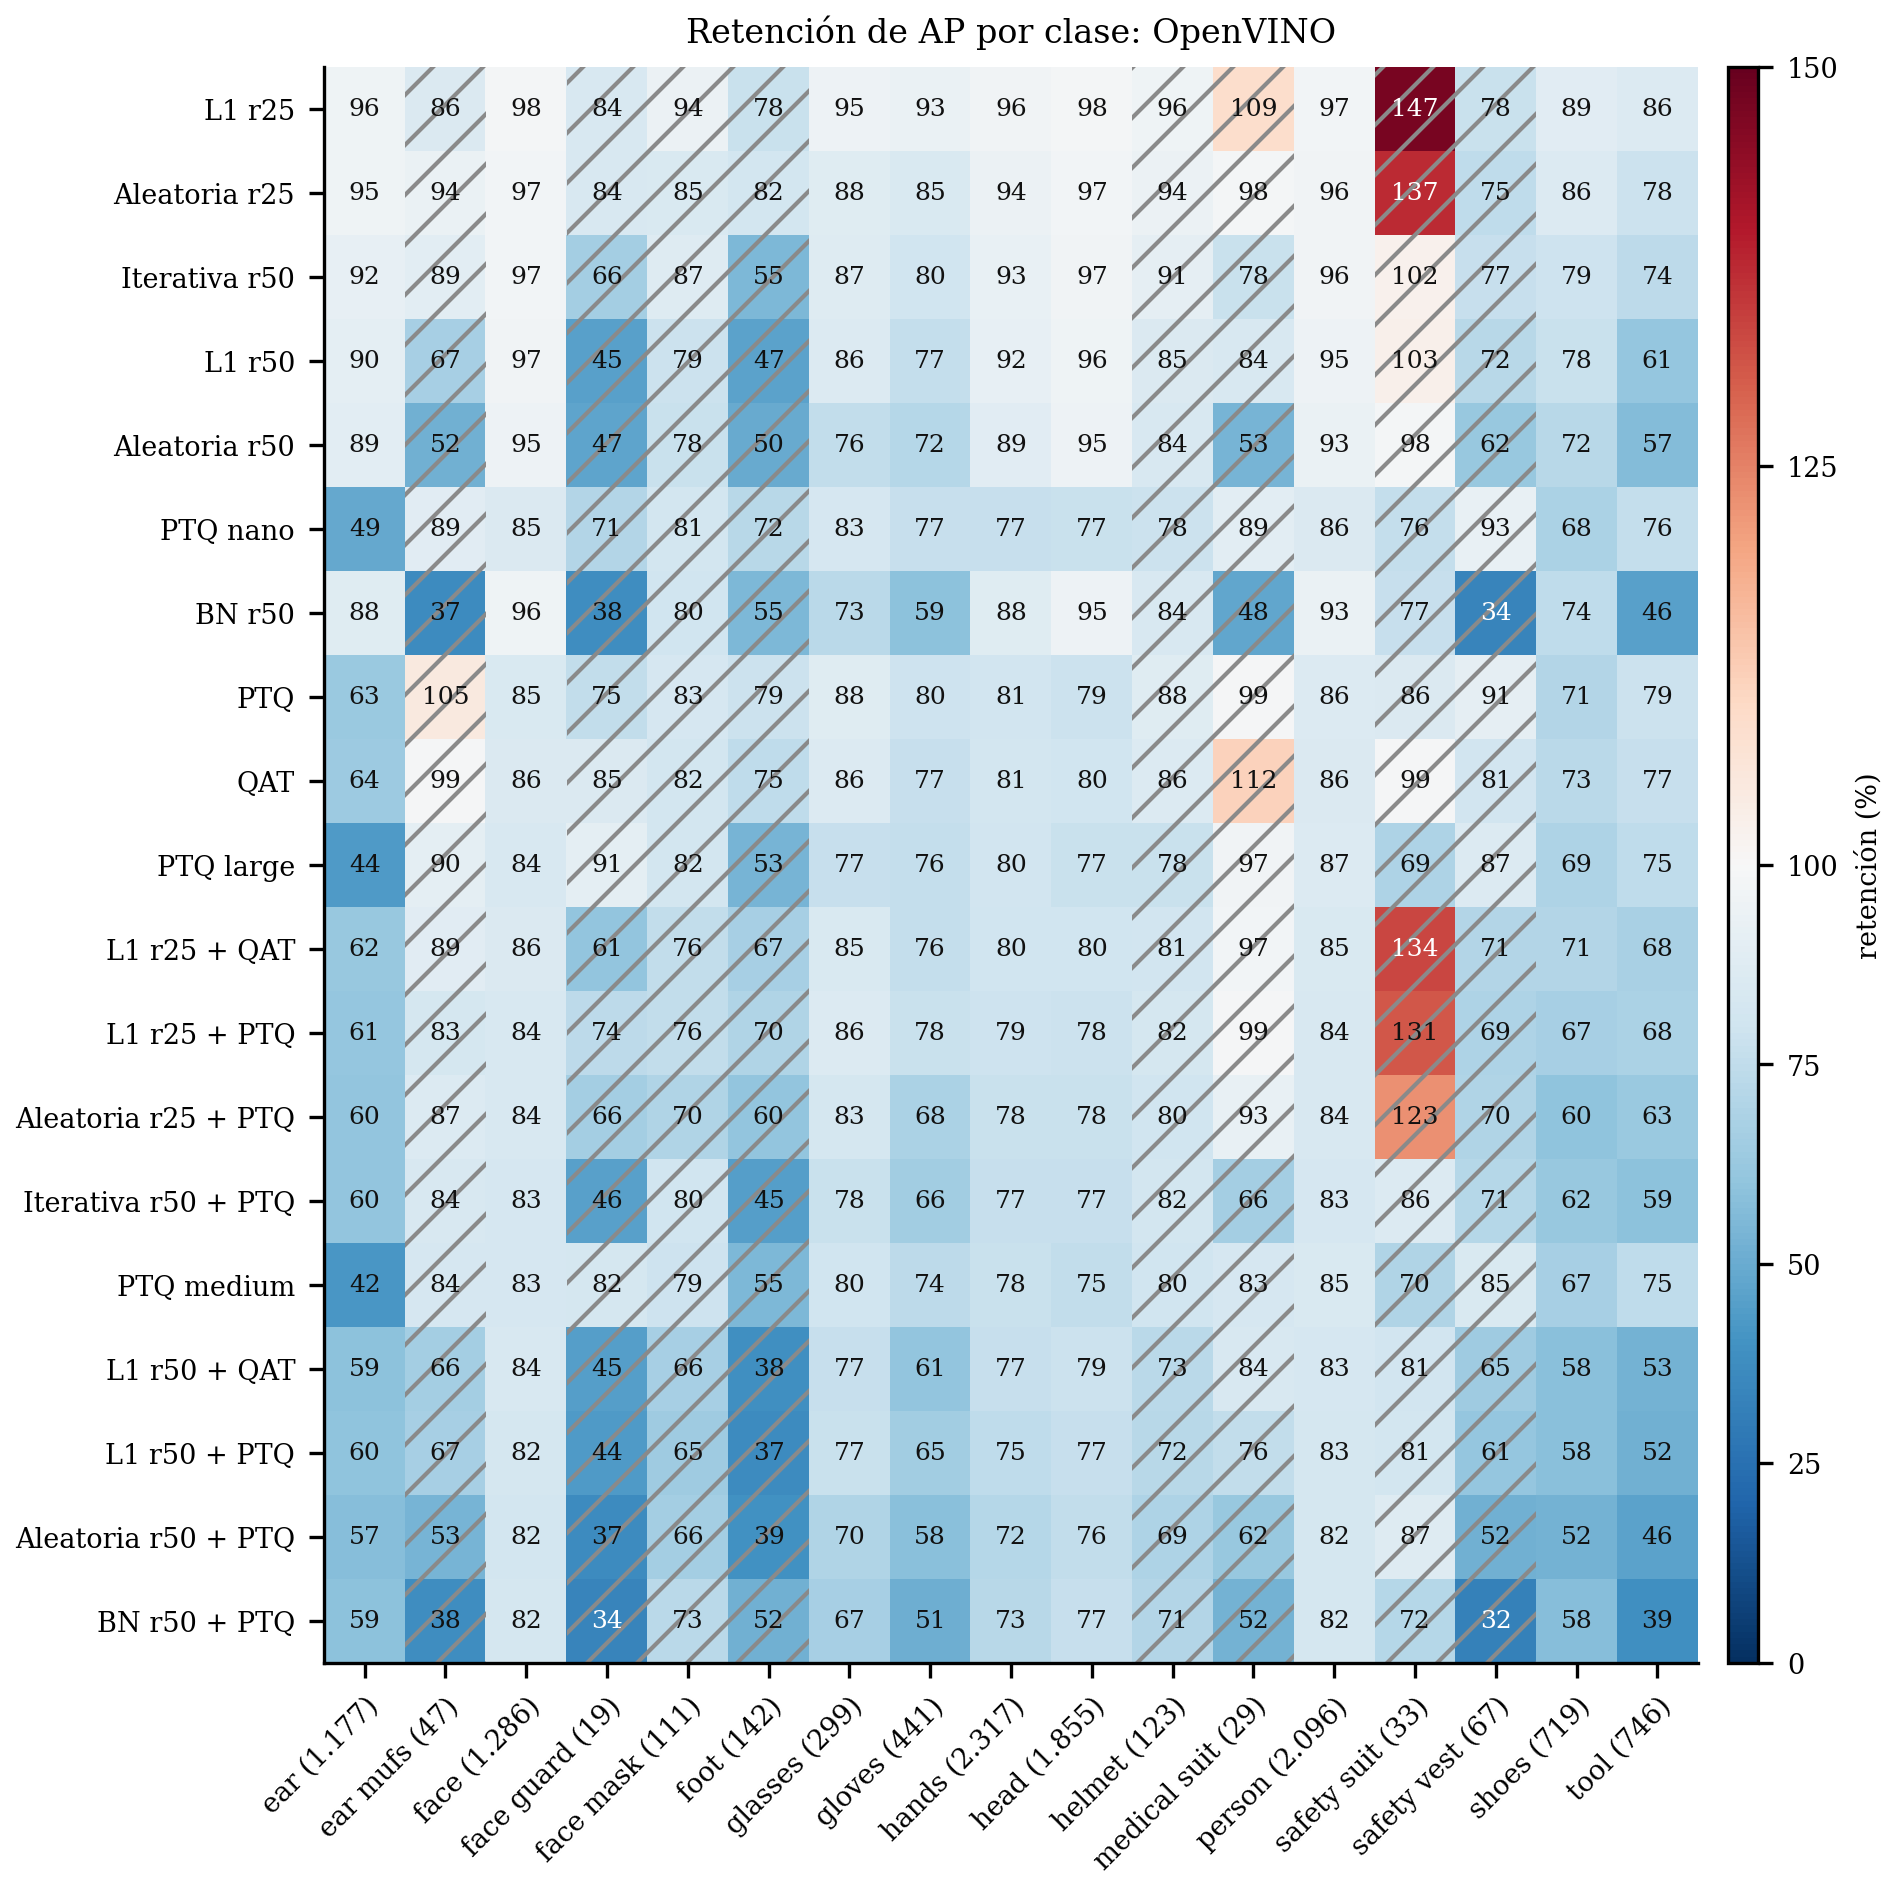 Retención de AP por clase: OpenVINO
L1 r25 96 86 98 84 94 78 95 93 96 98 96 109 97 147 78 89 86
Aleatoria r25 95 94 97 84 85 82 88 85 94 97 94 98 96 137 75 86 78
Iterativa r50 92 89 97 66 87 55 87 80 93 97 91 78 96 102 77 79 74
L1 r50 90 67 97 45 79 47 86 77 92 96 85 84 95 103 72 78 61
Aleatoria r50 89 52 95 47 78 50 76 72 89 95 84 53 93 98 62 72 57
PTQ nano 49 89 85 71 81 72 83 77 77 77 78 89 86 76 93 68 76
BN r50 88 37 96 38 80 55 73 59 88 95 84 48 93 77 34 74 46
PTQ 63 105 85 75 83 79 88 80 81 79 88 99 86 86 91 71 79
QAT 64 99 86 85 82 75 86 77 81 80 86 112 86 99 81 73 77
PTQ large 44 90 84 91 82 53 77 76 80 77 78 97 87 69 87 69 75
L1 r25 + QAT 62 89 86 61 76 67 85 76 80 80 81 97 85 134 71 71 68
L1 r25 + PTQ 61 83 84 74 76 70 86 78 79 78 82 99 84 131 69 67 68
Aleatoria r25 + PTQ 60 87 84 66 70 60 83 68 78 78 80 93 84 123 70 60 63
Iterativa r50 + PTQ 60 84 83 46 80 45 78 66 77 77 82 66 83 86 71 62 59
PTQ medium 42 84 83 82 79 55 80 74 78 75 80 83 85 70 85 67 75
L1 r50 + QAT 59 66 84 45 66 38 77 61 77 79 73 84 83 81 65 58 53
L1 r50 + PTQ 60 67 82 44 65 37 77 65 75 77 72 76 83 81 61 58 52
Aleatoria r50 + PTQ 57 53 82 37 66 39 70 58 72 76 69 62 82 87 52 52 46
BN r50 + PTQ 59 38 82 34 73 52 67 51 73 77 71 52 82 72 32 58 39
ear (1.177)
ear mufs (47)
face (1.286)
face guard (19)
face mask (111)
foot (142)
glasses (299)
gloves (441)
hands (2.317)
head (1.855)
helmet (123)
medical suit (29)
person (2.096)
safety suit (33)
safety vest (67)
shoes (719)
tool (746)
150
125
100
75
50
25
0
retención (%)